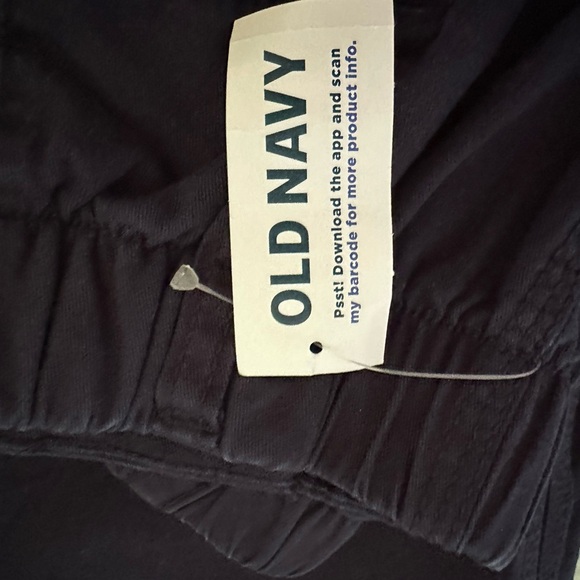 OLD NAVY
Psst! Download the app and scan
my barcode for more product info.